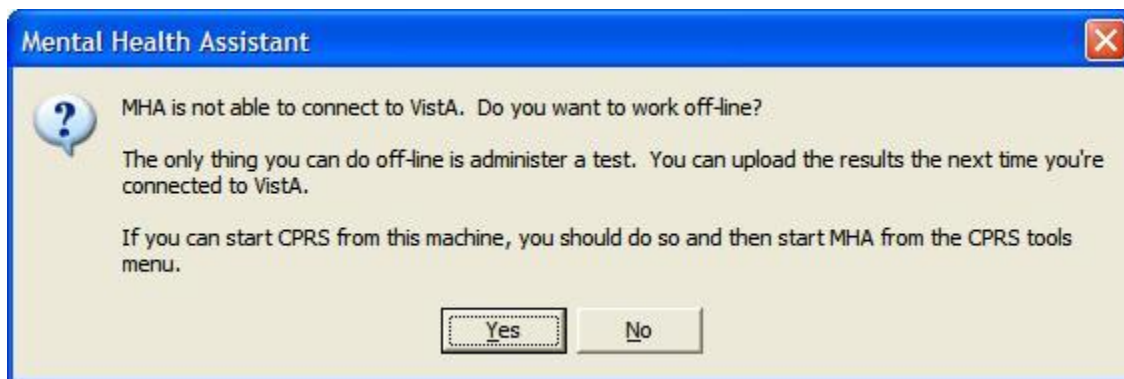 Mental Health Assistant
MHA is not able to connect to VistA.  Do you want to work off-line?
The only thing you can do off-line is administer a test.  You can upload the results the next time you're
connected to VistA.
If you can start CPRS from this machine, you should do so and then start MHA from the CPRS tools
menu.
Yes No